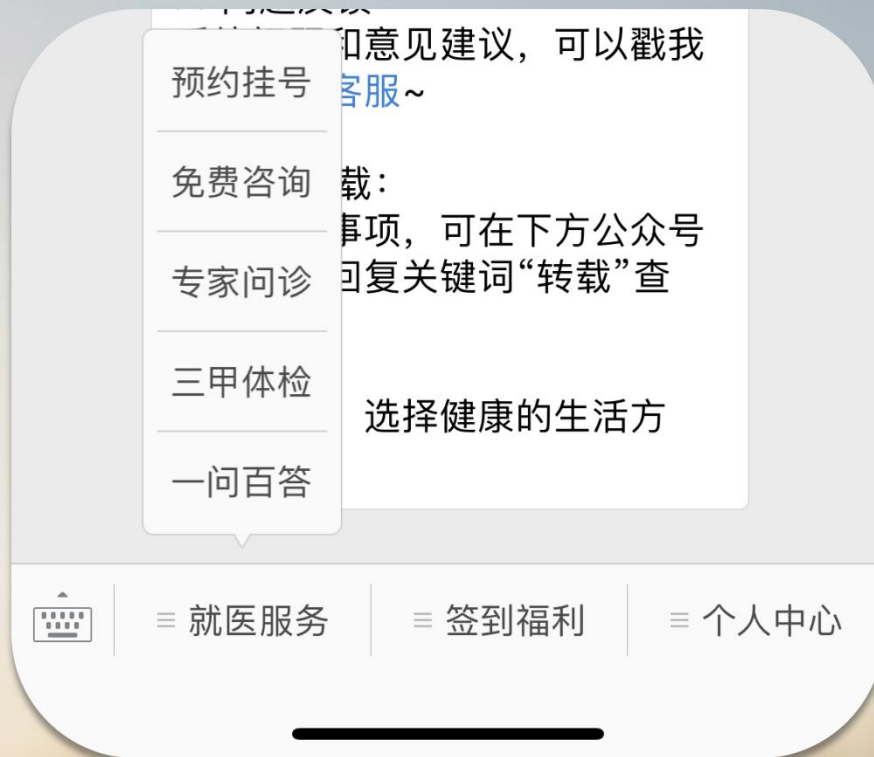 和意见建议，可以戳我
客服~
载：
事项，可在下方公众号
回复关键词“转载”查
选择健康的生活方
预约挂号
免费咨询
专家问诊
三甲体检
一问百答
就医服务
签到福利
个人中心